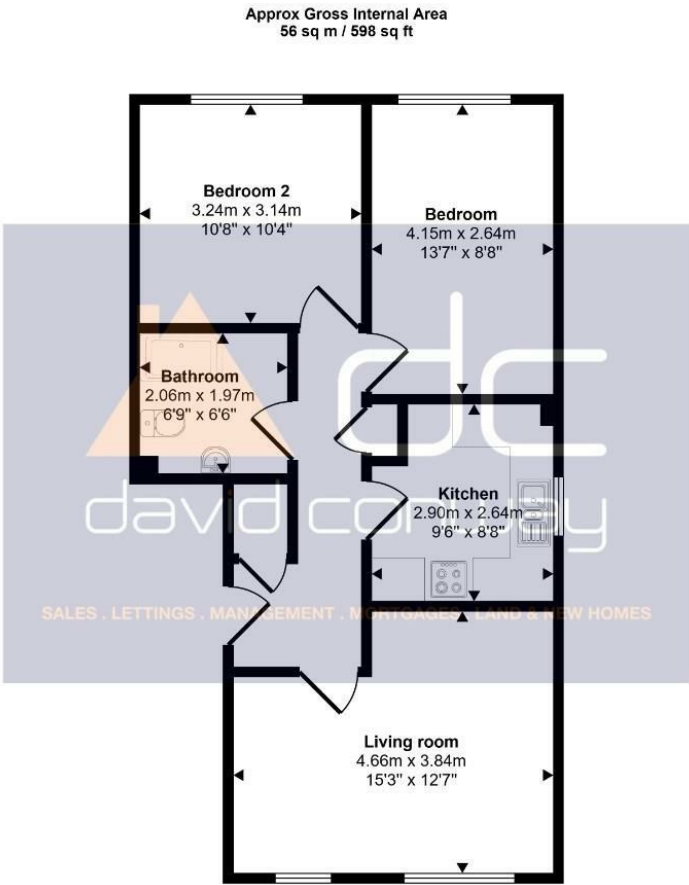 Approx Gross Internal Area
56 sq m / 598 sq ft
Bedroom 2
3.24m x 3.14m
10'8" x 10'4"
Bedroom
4.15m x 2.64m
13'7" x 8'8"
dc
Bathroom
2.06m x 1.97m
6'9" x 6'6"
Kitchen
2.90m x 2.64m
9'6" x 8'8"
david conway
SALES . LETTINGS . MANAGEMENT . MORTGAGES . LAND & NEW HOMES
Living room
4.66m x 3.84m
15'3" x 12'7"